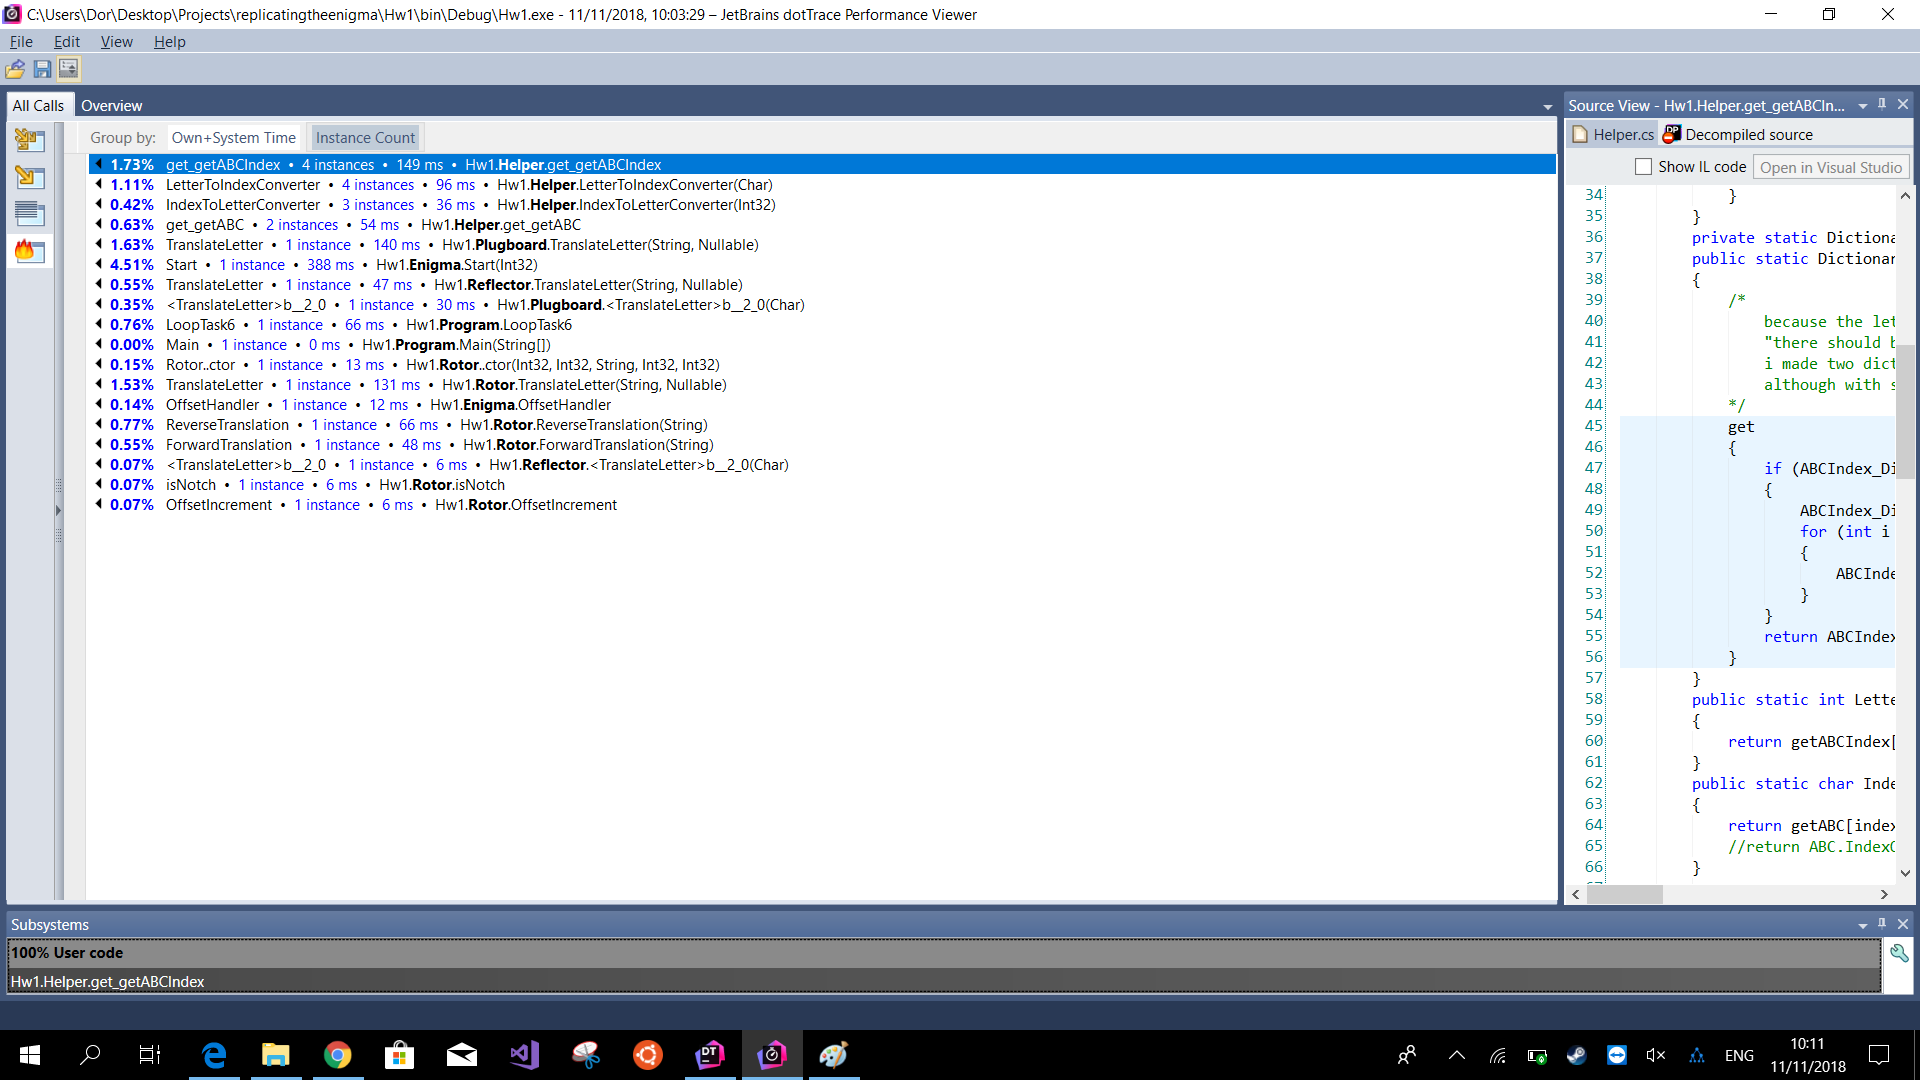 C:\Users\Dor\Desktop\Projects\replicatingtheenigma\Hw1\bin\Debug\Hw1.exe - 11/11/2018, 10:03:29 – JetBrains dotTrace Performance Viewer
File Edit View Help
All Calls Overview
Group by: Own+System Time Instance Count
1.73% get_getABCIndex • 4 instances • 149 ms • Hw1.Helper.get_getABCIndex
1.11% LetterToIndexConverter • 4 instances • 96 ms • Hw1.Helper.LetterToIndexConverter(Char)
0.42% IndexToLetterConverter • 3 instances • 36 ms • Hw1.Helper.IndexToLetterConverter(Int32)
0.63% get_getABC • 2 instances • 54 ms • Hw1.Helper.get_getABC
1.63% TranslateLetter • 1 instance • 140 ms • Hw1.Plugboard.TranslateLetter(String, Nullable)
4.51% Start • 1 instance • 388 ms • Hw1.Enigma.Start(Int32)
0.55% TranslateLetter • 1 instance • 47 ms • Hw1.Reflector.TranslateLetter(String, Nullable)
0.35% <TranslateLetter>b__2_0 • 1 instance • 30 ms • Hw1.Plugboard.<TranslateLetter>b__2_0(Char)
0.76% LoopTask6 • 1 instance • 66 ms • Hw1.Program.LoopTask6
0.00% Main • 1 instance • 0 ms • Hw1.Program.Main(String[])
0.15% Rotor..ctor • 1 instance • 13 ms • Hw1.Rotor..ctor(Int32, Int32, String, Int32, Int32)
1.53% TranslateLetter • 1 instance • 131 ms • Hw1.Rotor.TranslateLetter(String, Nullable)
0.14% OffsetHandler • 1 instance • 12 ms • Hw1.Enigma.OffsetHandler
0.77% ReverseTranslation • 1 instance • 66 ms • Hw1.Rotor.ReverseTranslation(String)
0.55% ForwardTranslation • 1 instance • 48 ms • Hw1.Rotor.ForwardTranslation(String)
0.07% <TranslateLetter>b__2_0 • 1 instance • 6 ms • Hw1.Reflector.<TranslateLetter>b__2_0(Char)
0.07% isNotch • 1 instance • 6 ms • Hw1.Rotor.isNotch
0.07% OffsetIncrement • 1 instance • 6 ms • Hw1.Rotor.OffsetIncrement
Source View - Hw1.Helper.get_getABCIn...
Helper.cs DP Decompiled source
Show IL code Open in Visual Studio
34 }
35 }
36 private static Dictiona
37 public static Dictionar
38 {
39 /*
40 because the let
41 "there should b
42 i made two dict
43 although with s
44 */
45 get
46 {
47 if (ABCIndex_Di
48 {
49 ABCIndex_Di
50 for (int i
51 {
52 ABCInde
53 }
54 }
55 return ABCIndex
56 }
57 }
58 public static int Lette
59 {
60 return getABCIndex[
61 }
62 public static char Inde
63 {
64 return getABC[index
65 //return ABC.IndexO
66 }
Subsystems
100% User code
Hw1.Helper.get_getABCIndex
DT
ENG
10:11
11/11/2018